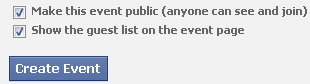 Make this event public (anyone can see and join)
Show the guest list on the event page
Create Event